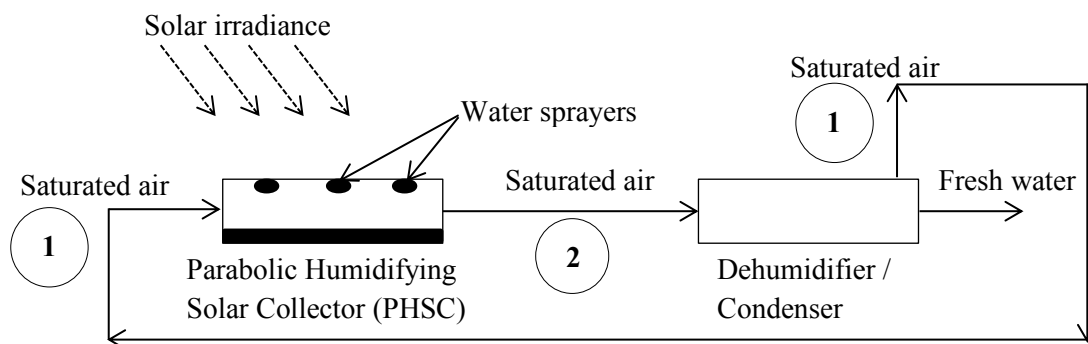 Solar irradiance
Saturated air
1
Water sprayers
Saturated air
1
Saturated air
2
Fresh water
Parabolic Humidifying
Solar Collector (PHSC)
Dehumidifier /
Condenser